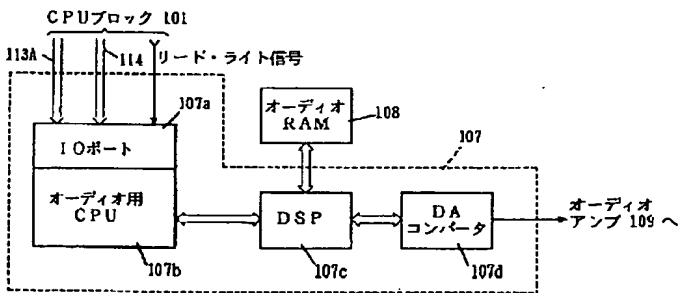 CPUブロック 101
113A
114
リード・ライト信号
107a
IOポート
オーディオ用
CPU
107b
オーディオ
RAM
108
107
DSP
107c
DA
コンバータ
107d
オーディオ
アンプ 109 へ